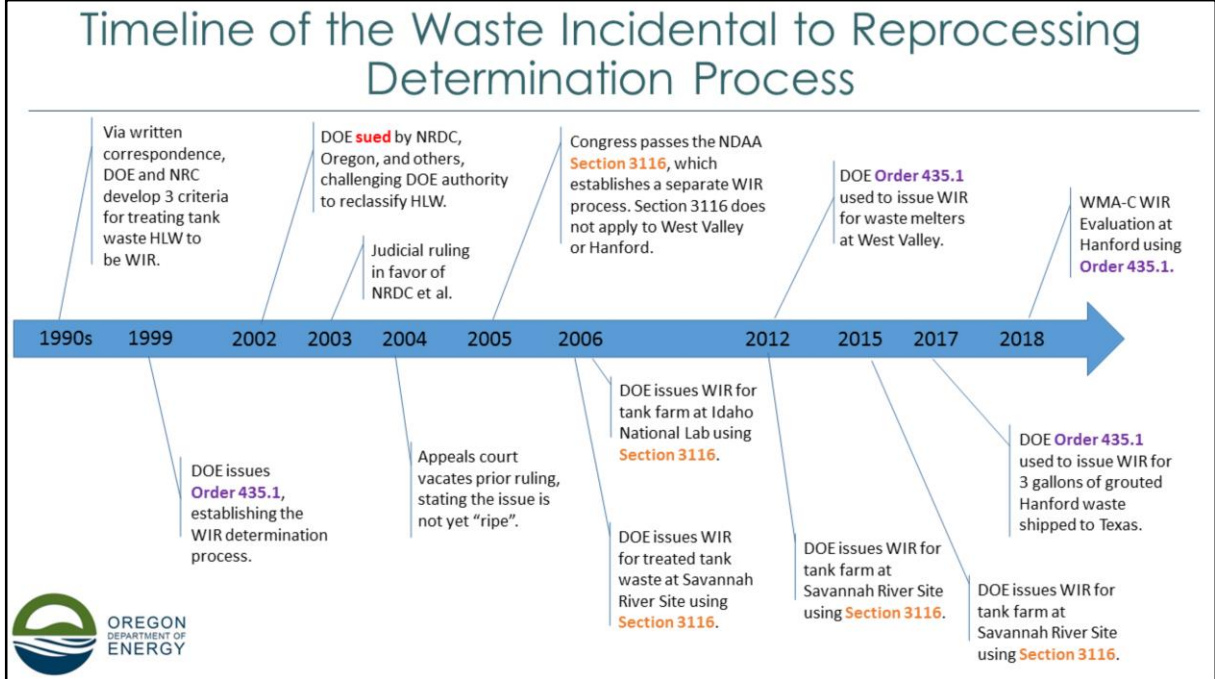 Timeline of the Waste Incidental to Reprocessing
Determination Process
Via written
correspondence,
DOE and NRC
develop 3 criteria
for treating tank
waste HLW to
be WIR.
DOE sued by NRDC,
Oregon, and others,
challenging DOE authority
to reclassify HLW.
Judicial ruling
in favor of
NRDC et al.
Congress passes the NDAA
Section 3116, which
establishes a separate WIR
process. Section 3116 does
not apply to West Valley
or Hanford.
DOE Order 435.1
used to issue WIR
for waste melters
at West Valley.
WMA-C WIR
Evaluation at
Hanford using
Order 435.1.
1990s 1999 2002 2003 2004 2005 2006 2012 2015 2017 2018
DOE issues
Order 435.1,
establishing the
WIR determination
process.
Appeals court
vacates prior ruling,
stating the issue is
not yet “ripe”.
DOE issues WIR for
tank farm at Idaho
National Lab using
Section 3116.
DOE issues WIR
for treated tank
waste at Savannah
River Site using
Section 3116.
DOE issues WIR for
tank farm at
Savannah River Site
using Section 3116.
DOE issues WIR for
tank farm at
Savannah River Site
using Section 3116.
DOE Order 435.1
used to issue WIR for
3 gallons of grouted
Hanford waste
shipped to Texas.
OREGON
DEPARTMENT OF
ENERGY